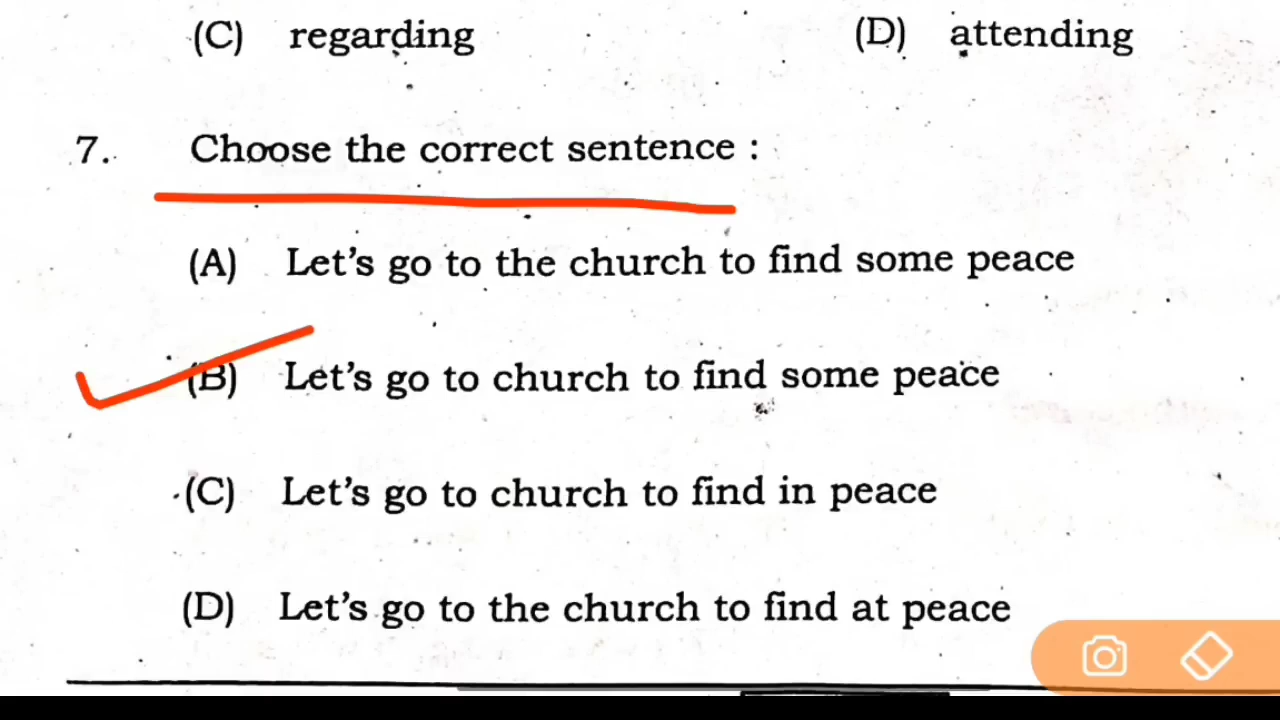 (C) regarding (D) attending
7. Choose the correct sentence :
(A) Let's go to the church to find some peace
(B) Let's go to church to find some peace
(C) Let's go to church to find in peace
(D) Let's go to the church to find at peace